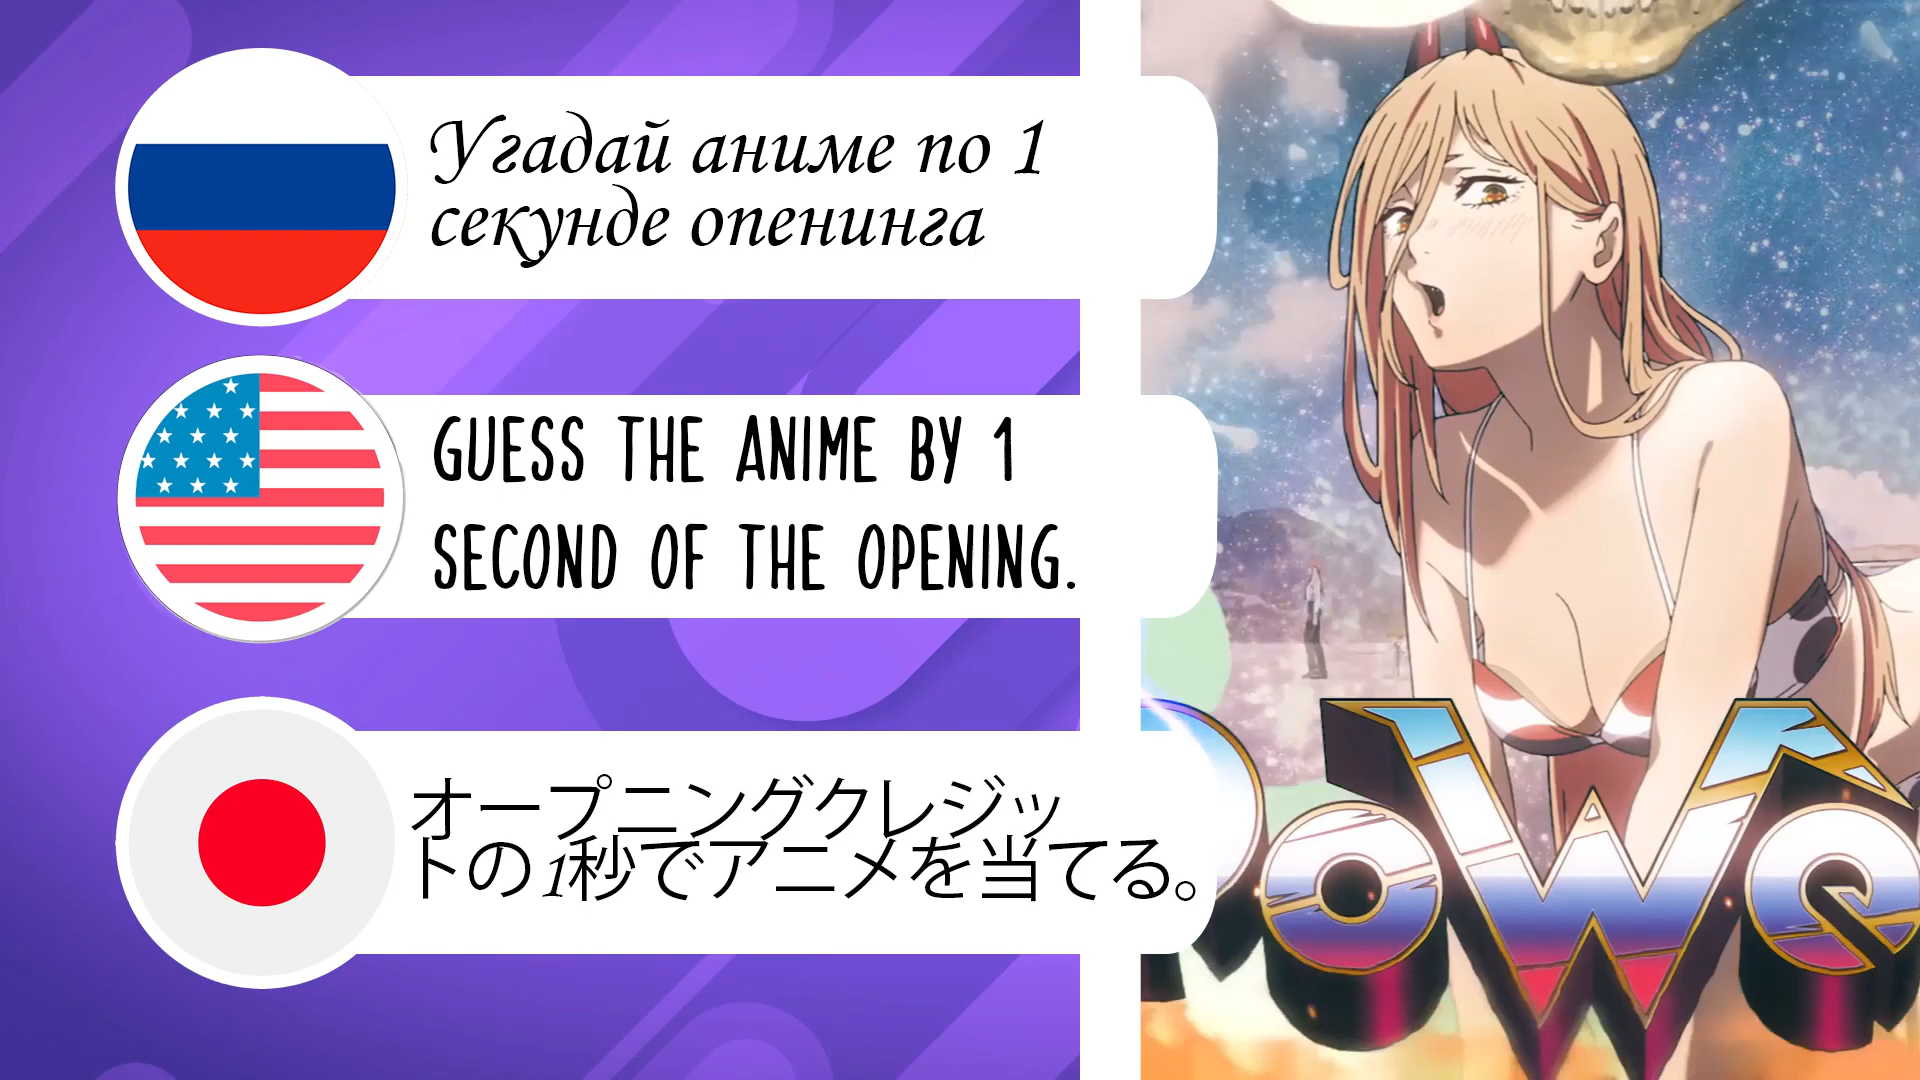 Угадай аниме по 1
секунде опенинга
GUESS THE ANIME BY 1
SECOND OF THE OPENING.
オープニングクレジッ
トの1秒でアニメを当てる。
POWE